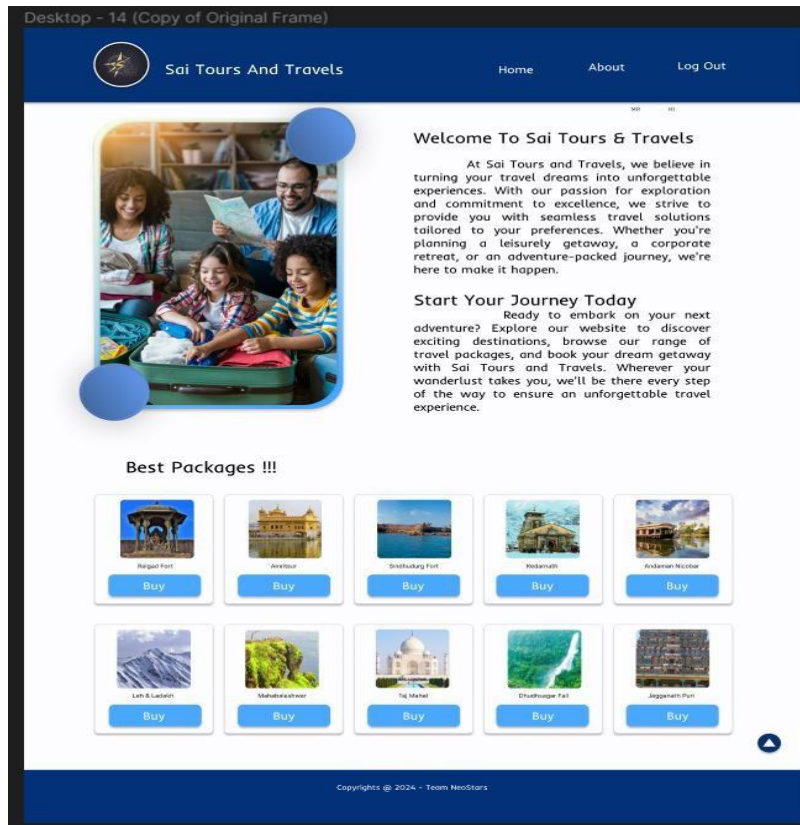 Desktop - 14 (Copy of Original Frame)
Sai Tours And Travels
Home
About
Log Out
Welcome To Sai Tours & Travels
At Sai Tours and Travels, we believe in
turning your travel dreams into unforgettable
experiences. With our passion for exploration
and commitment to excellence, we strive to
provide you with seamless travel solutions
tailored to your preferences. Whether you're
planning a leisurely getaway, a corporate
retreat, or an adventure-packed journey, we're
here to make it happen.
Start Your Journey Today
Ready to embark on your next
adventure? Explore our website to discover
exciting destinations, browse our range of
travel packages, and book your dream getaway
with Sai Tours and Travels. Wherever your
wanderlust takes you, we'll be there every step
of the way to ensure an unforgettable travel
experience.
Best Packages !!!
Raigad Fort
Buy
Amritsur
Buy
Sindhudurg Fort
Buy
Kedarnath
Buy
Andaman Nicobar
Buy
Leh & Ladakh
Buy
Mahabaleshwar
Buy
Taj Mahel
Buy
Dhudhsagar Fall
Buy
Jagganath Puri
Buy
Copyrights @ 2024 - Team NeoStars